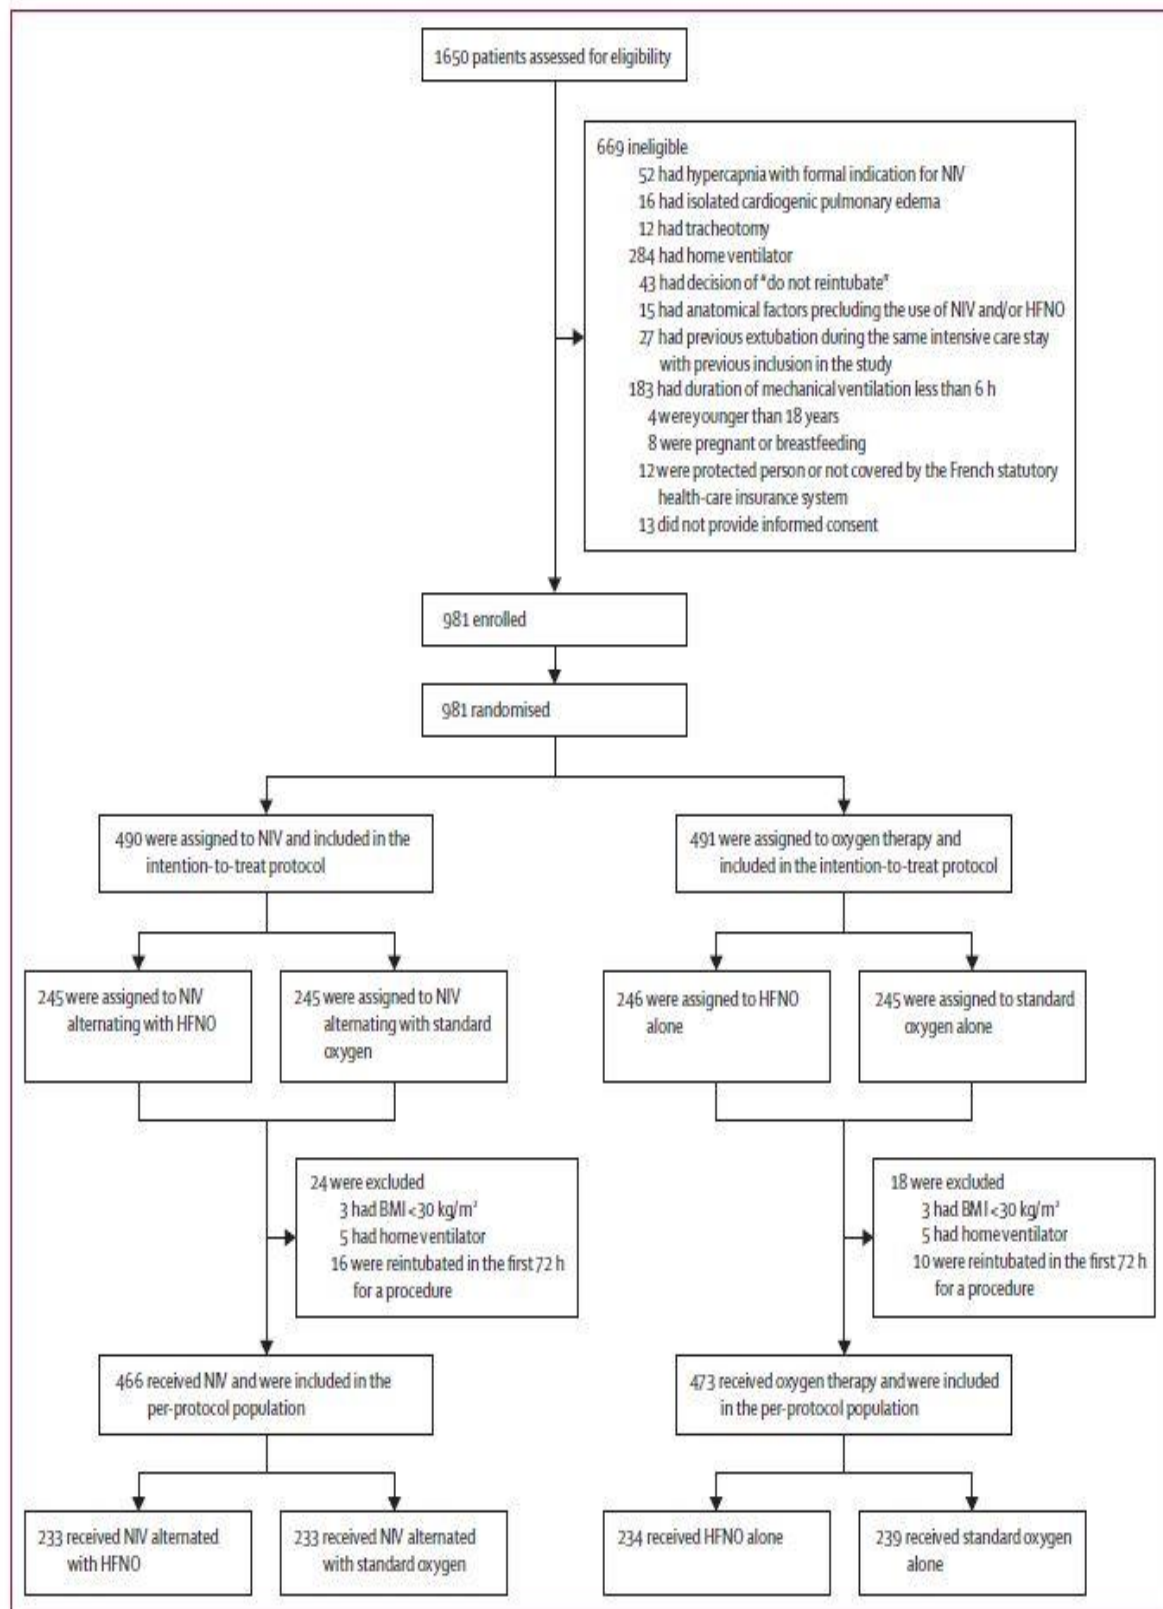 1650 patients assessed for eligibility
669 ineligible
52 had hypercapnia with formal indication for NIV
16 had isolated cardiogenic pulmonary edema
12 had tracheotomy
284 had home ventilator
43 had decision of "do not reintubate"
15 had anatomical factors precluding the use of NIV and/or HFNO
27 had previous extubation during the same intensive care stay
with previous inclusion in the study
183 had duration of mechanical ventilation less than 6 h
4 were younger than 18 years
8 were pregnant or breastfeeding
12 were protected person or not covered by the French statutory
health-care insurance system
13 did not provide informed consent
981 enrolled
981 randomised
490 were assigned to NIV and included in the
intention-to-treat protocol
491 were assigned to oxygen therapy and
included in the intention-to-treat protocol
245 were assigned to NIV
alternating with HFNO
245 were assigned to NIV
alternating with standard
oxygen
246 were assigned to HFNO
alone
245 were assigned to standard
oxygen alone
24 were excluded
3 had BMI <30 kg/m²
5 had home ventilator
16 were reintubated in the first 72 h
for a procedure
18 were excluded
3 had BMI <30 kg/m²
5 had home ventilator
10 were reintubated in the first 72 h
for a procedure
466 received NIV and were included in the
per-protocol population
473 received oxygen therapy and were included
in the per-protocol population
233 received NIV alternated
with HFNO
233 received NIV alternated
with standard oxygen
234 received HFNO alone
239 received standard oxygen
alone